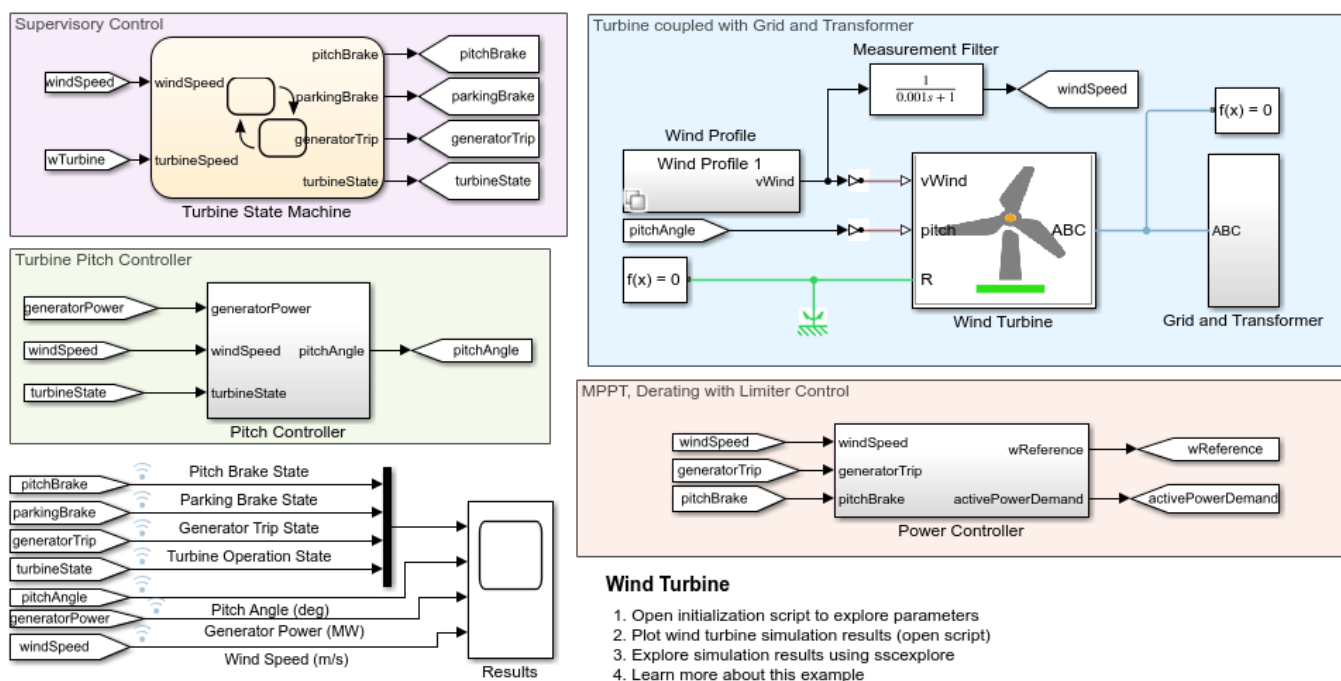 Supervisory Control
windSpeed
wTurbine
windSpeed
turbineSpeed
pitchBrake
parkingBrake
generatorTrip
turbineState
pitchBrake
parkingBrake
generatorTrip
turbineState
Turbine State Machine
Turbine Pitch Controller
generatorPower
windSpeed
turbineState
generatorPower
windSpeed
turbineState
pitchAngle
pitchAngle
Pitch Controller
pitchBrake
parkingBrake
generatorTrip
turbineState
pitchAngle
generatorPower
windSpeed
Pitch Brake State
Parking Brake State
Generator Trip State
Turbine Operation State
Pitch Angle (deg)
Generator Power (MW)
Wind Speed (m/s)
Results
Turbine coupled with Grid and Transformer
Measurement Filter
1
0.001s + 1
windSpeed
f(x) = 0
Wind Profile
Wind Profile 1
vWind
pitchAngle
f(x) = 0
vWind
pitch
R
ABC
Wind Turbine
ABC
Grid and Transformer
MPPT, Derating with Limiter Control
windSpeed
generatorTrip
pitchBrake
windSpeed
generatorTrip
pitchBrake
wReference
activePowerDemand
wReference
activePowerDemand
Power Controller
Wind Turbine
1. Open initialization script to explore parameters
2. Plot wind turbine simulation results (open script)
3. Explore simulation results using sscexplore
4. Learn more about this example